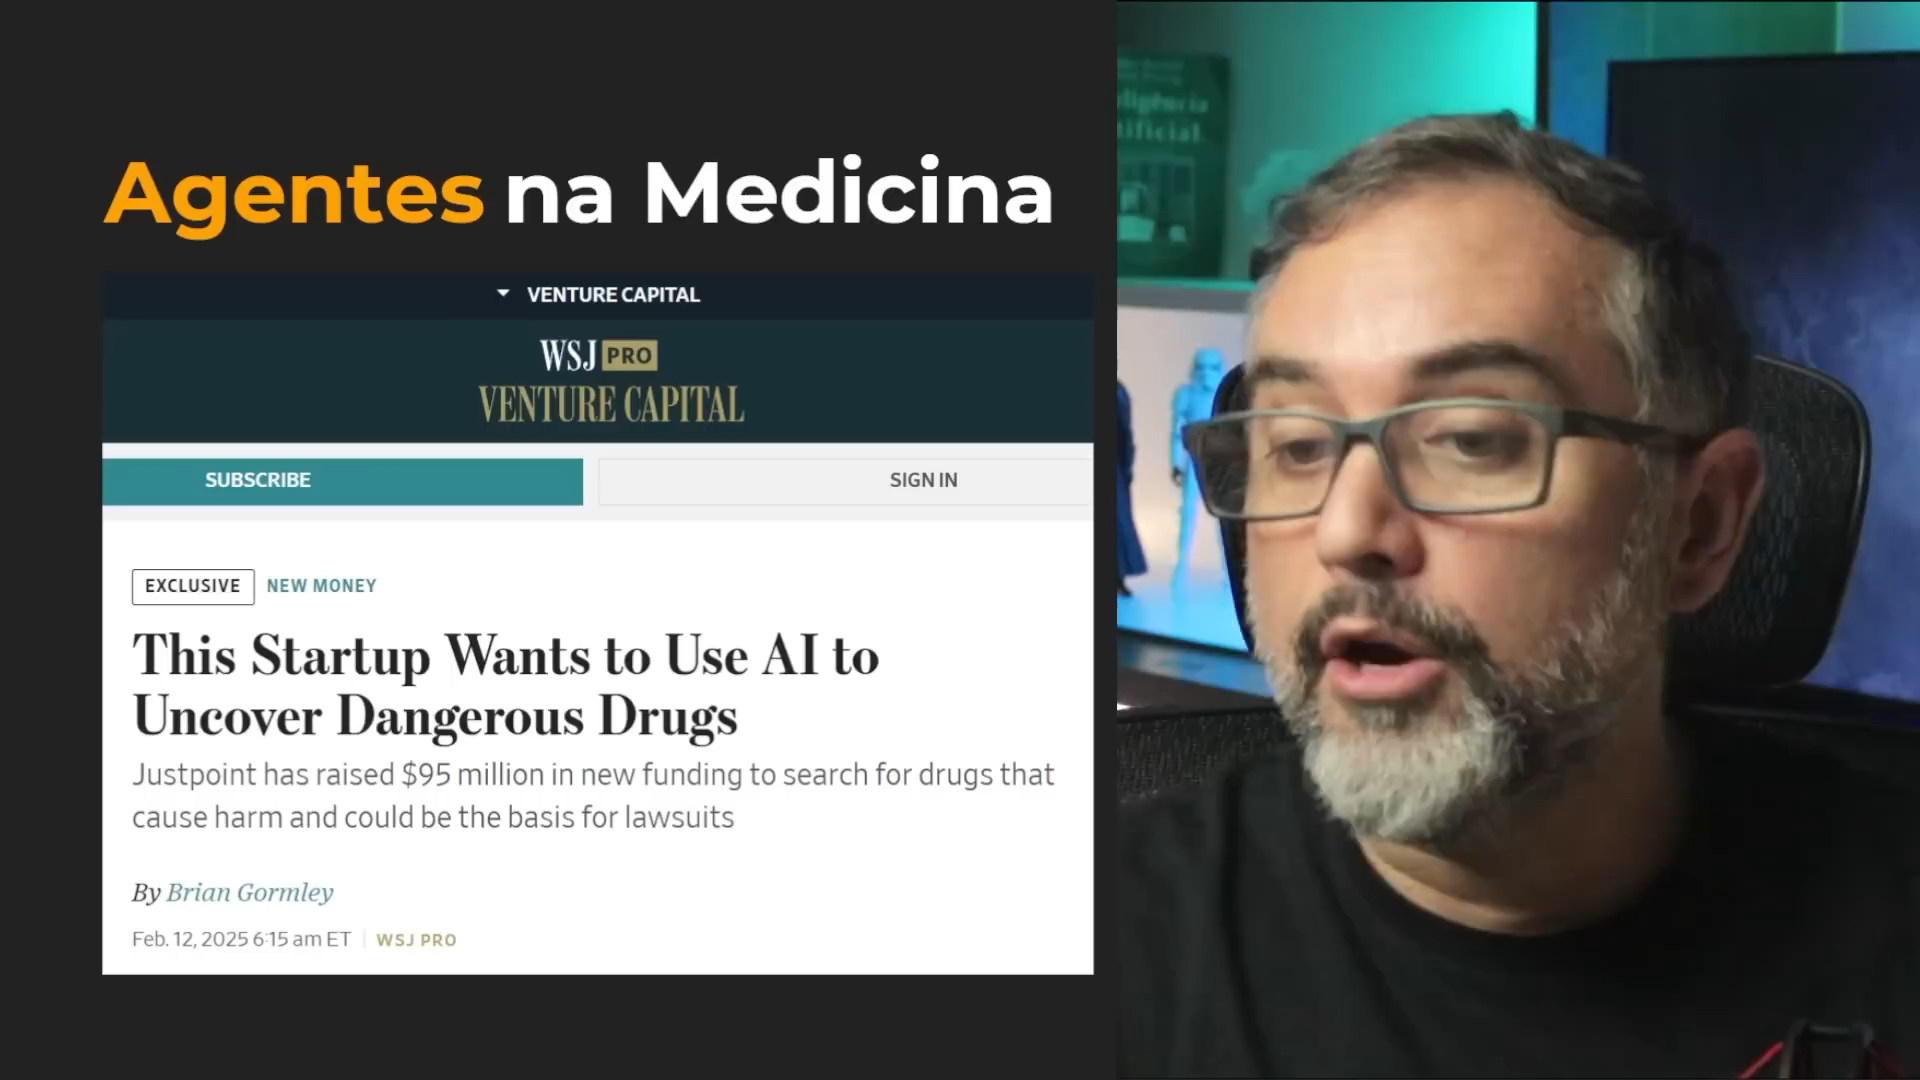 Agentes na Medicina
VENTURE CAPITAL
WSJ PRO
VENTURE CAPITAL
SUBSCRIBE
SIGN IN
EXCLUSIVE NEW MONEY
This Startup Wants to Use AI to
Uncover Dangerous Drugs
Justpoint has raised $95 million in new funding to search for drugs that
cause harm and could be the basis for lawsuits
By Brian Gormley
Feb. 12, 2025 6:15 am ET WSJ PRO